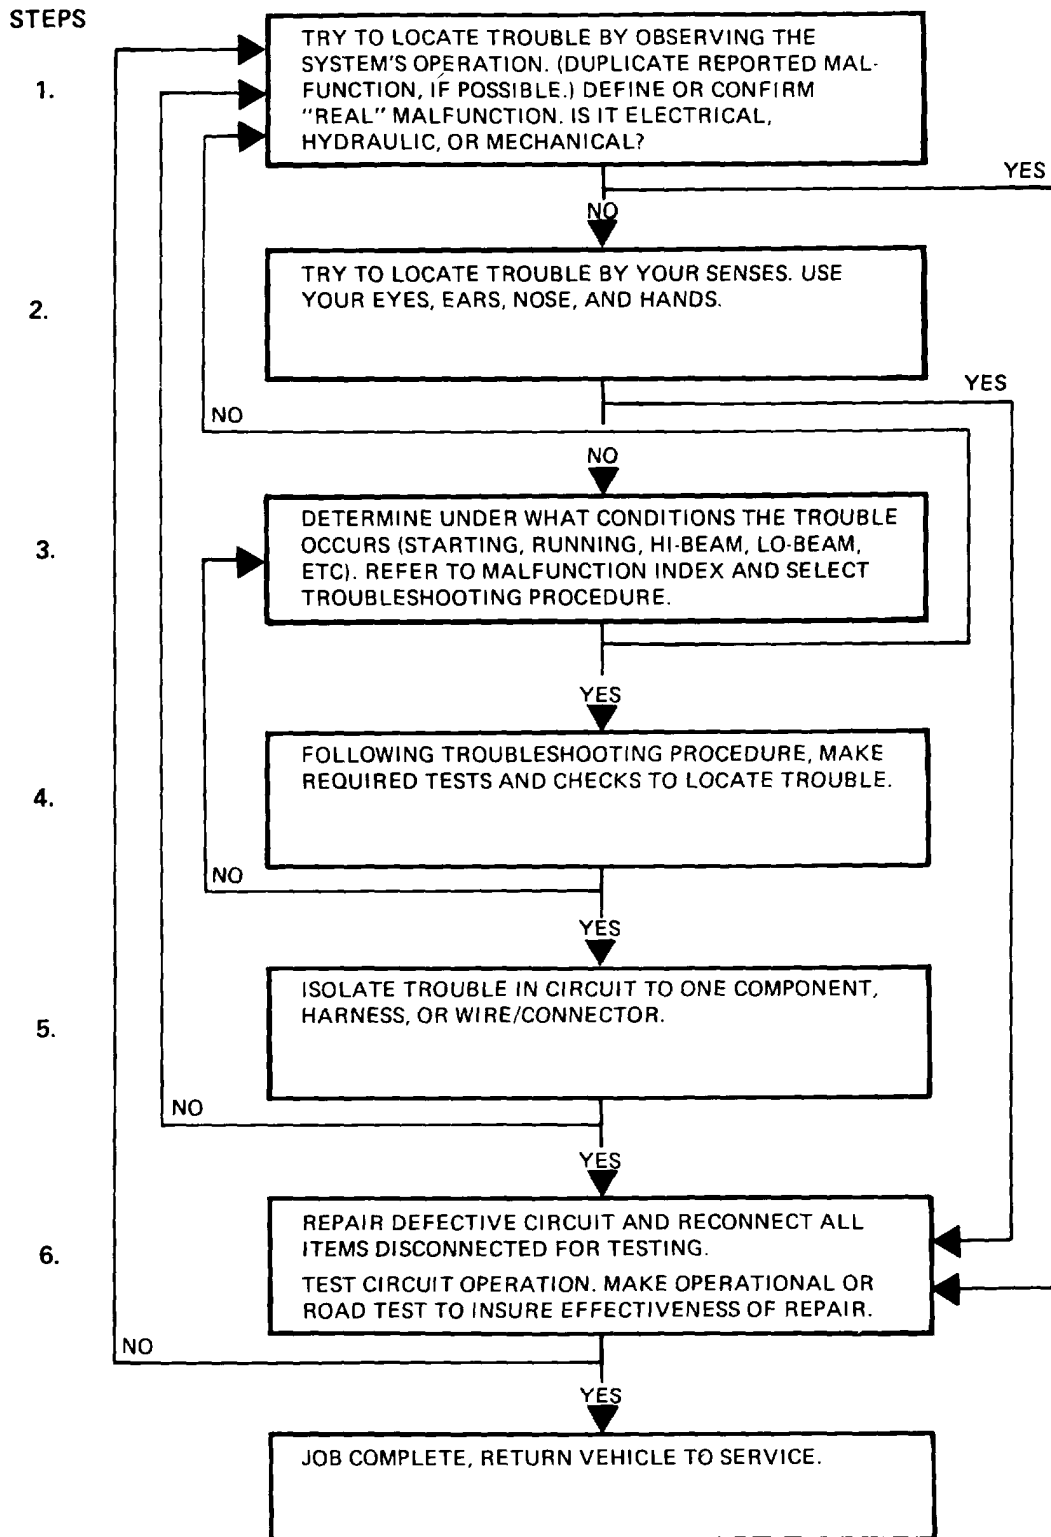 STEPS
1.
TRY TO LOCATE TROUBLE BY OBSERVING THE
SYSTEM'S OPERATION. (DUPLICATE REPORTED MAL-
FUNCTION, IF POSSIBLE.) DEFINE OR CONFIRM
"REAL" MALFUNCTION. IS IT ELECTRICAL,
HYDRAULIC, OR MECHANICAL?
YES
NO
2.
TRY TO LOCATE TROUBLE BY YOUR SENSES. USE
YOUR EYES, EARS, NOSE, AND HANDS.
YES
NO
NO
3.
DETERMINE UNDER WHAT CONDITIONS THE TROUBLE
OCCURS (STARTING, RUNNING, HI-BEAM, LO-BEAM,
ETC). REFER TO MALFUNCTION INDEX AND SELECT
TROUBLESHOOTING PROCEDURE.
YES
4.
FOLLOWING TROUBLESHOOTING PROCEDURE, MAKE
REQUIRED TESTS AND CHECKS TO LOCATE TROUBLE.
NO
YES
5.
ISOLATE TROUBLE IN CIRCUIT TO ONE COMPONENT,
HARNESS, OR WIRE/CONNECTOR.
NO
YES
6.
REPAIR DEFECTIVE CIRCUIT AND RECONNECT ALL
ITEMS DISCONNECTED FOR TESTING.
TEST CIRCUIT OPERATION. MAKE OPERATIONAL OR
ROAD TEST TO INSURE EFFECTIVENESS OF REPAIR.
NO
YES
JOB COMPLETE, RETURN VEHICLE TO SERVICE.